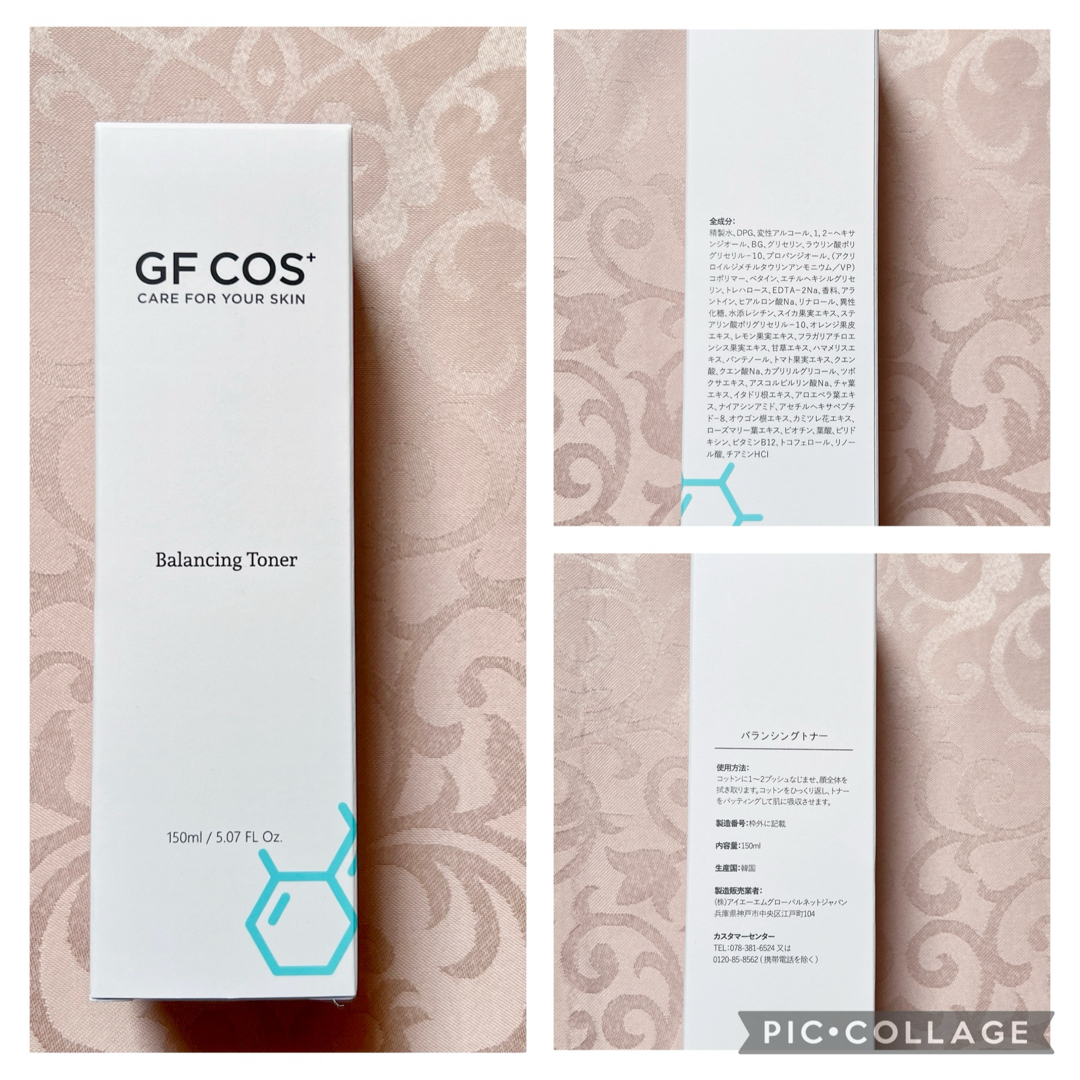 GF COS+
CARE FOR YOUR SKIN
Balancing Toner
150ml / 5.07 FL Oz.
全成分:
精製水、DPG、変性アルコール、1,2-ヘキサ
ンジオール、BG、グリセリン、ラウリン酸ポリ
グリセリル-10、プロパンジオール、(アクリ
ロイルジメチルタウリンアンモニウム/VP)
コポリマー、ベタイン、エチルヘキシルグリセ
リン、トレハロース、EDTA-2Na、香料、アラ
ントイン、ヒアルロン酸Na、リナロール、異性
化糖、水添レシチン、スイカ果実エキス、ステ
アリン酸ポリグリセリル-10、オレンジ果皮
エキス、レモン果実エキス、フラガリアチロエ
ンシス果実エキス、甘草エキス、ハマメリスエ
キス、パンテノール、トマト果実エキス、クエン
酸、クエン酸Na、カプリリルグリコール、ツボ
クサエキス、アスコルビルリン酸Na、チャ葉
エキス、イタドリ根エキス、アロエベラ葉エキ
ス、ナイアシンアミド、アセチルヘキサペプチ
ド-8、オウゴン根エキス、カミツレ花エキス、
ローズマリー葉エキス、ビオチン、葉酸、ピリド
キシン、ビタミンB12、トコフェロール、リノー
ル酸、チアミンHCl
バランシングトナー
使用方法:
コットンに1~2プッシュなじませ、顔全体を
拭き取ります。コットンをひっくり返し、トナー
をパッティングして肌に吸収させます。
製造番号:枠外に記載
内容量:150ml
生産国:韓国
製造販売業者:
(株)アイエーエムグローバルネットジャパン
兵庫県神戸市中央区江戸町104
カスタマーセンター
TEL:078-381-6524 又は
0120-85-8562 (携帯電話を除く)
PIC•COLLAGE